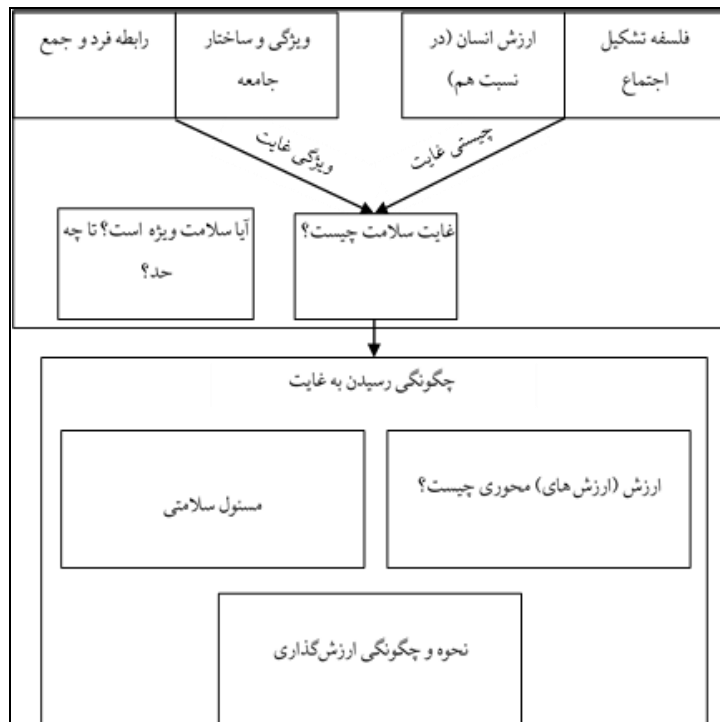 فلسفه تشکیل
اجتماع
ارزش انسان (در
نسبت هم)
ویژگی و ساختار
جامعه
رابطه فرد و جمع
چیستی غایت
ویژگی غایت
غایت سلامت چیست؟
آیا سلامت ویژه است؟ تا چه
حد؟
چگونگی رسیدن به غایت
ارزش (ارزش‌های) محوری چیست؟
مسئول سلامتی
نحوه و چگونگی ارزش‌گذاری